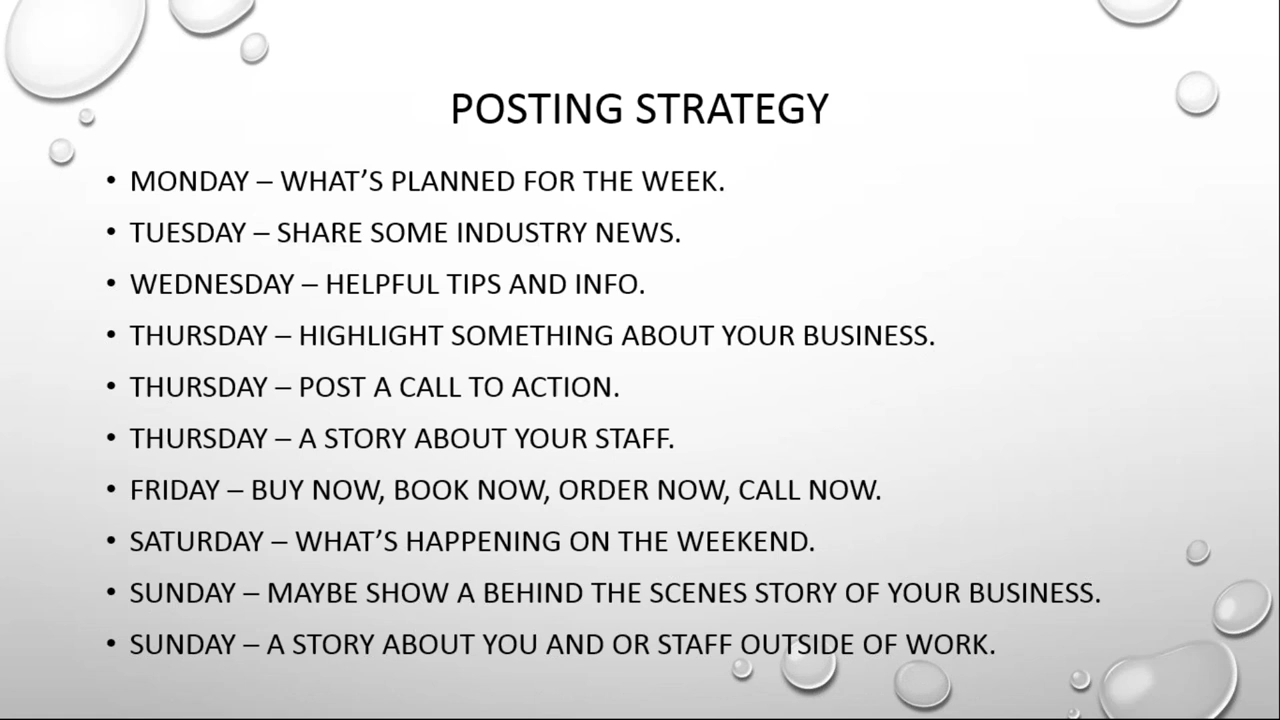 POSTING STRATEGY
• MONDAY – WHAT’S PLANNED FOR THE WEEK.
• TUESDAY – SHARE SOME INDUSTRY NEWS.
• WEDNESDAY – HELPFUL TIPS AND INFO.
• THURSDAY – HIGHLIGHT SOMETHING ABOUT YOUR BUSINESS.
• THURSDAY – POST A CALL TO ACTION.
• THURSDAY – A STORY ABOUT YOUR STAFF.
• FRIDAY – BUY NOW, BOOK NOW, ORDER NOW, CALL NOW.
• SATURDAY – WHAT’S HAPPENING ON THE WEEKEND.
• SUNDAY – MAYBE SHOW A BEHIND THE SCENES STORY OF YOUR BUSINESS.
• SUNDAY – A STORY ABOUT YOU AND OR STAFF OUTSIDE OF WORK.